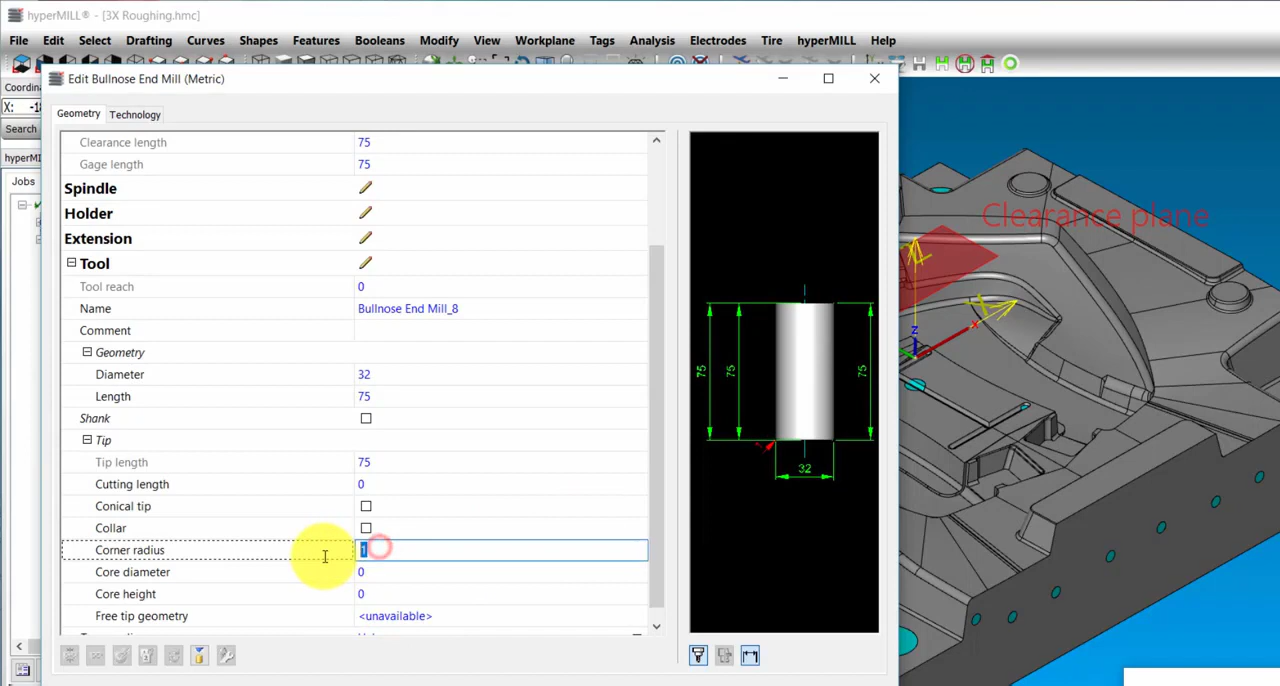 hyperMILL® - [3X Roughing.hmc]
File Edit Select Drafting Curves Shapes Features Booleans Modify View Workplane Tags Analysis Electrodes Tire hyperMILL Help
Edit Bullnose End Mill (Metric)
Coordina
X:
Search
hyperMI
Jobs
Geometry Technology
Clearance length 75
Gage length 75
Spindle
Holder
Extension
Tool
Tool reach 0
Name Bullnose End Mill_8
Comment
Geometry
Diameter 32
Length 75
Shank
Tip
Tip length 75
Cutting length 0
Conical tip
Collar
Corner radius 1
Core diameter 0
Core height 0
Free tip geometry <unavailable>
75 75 75
32
Clearance plane
Z
X